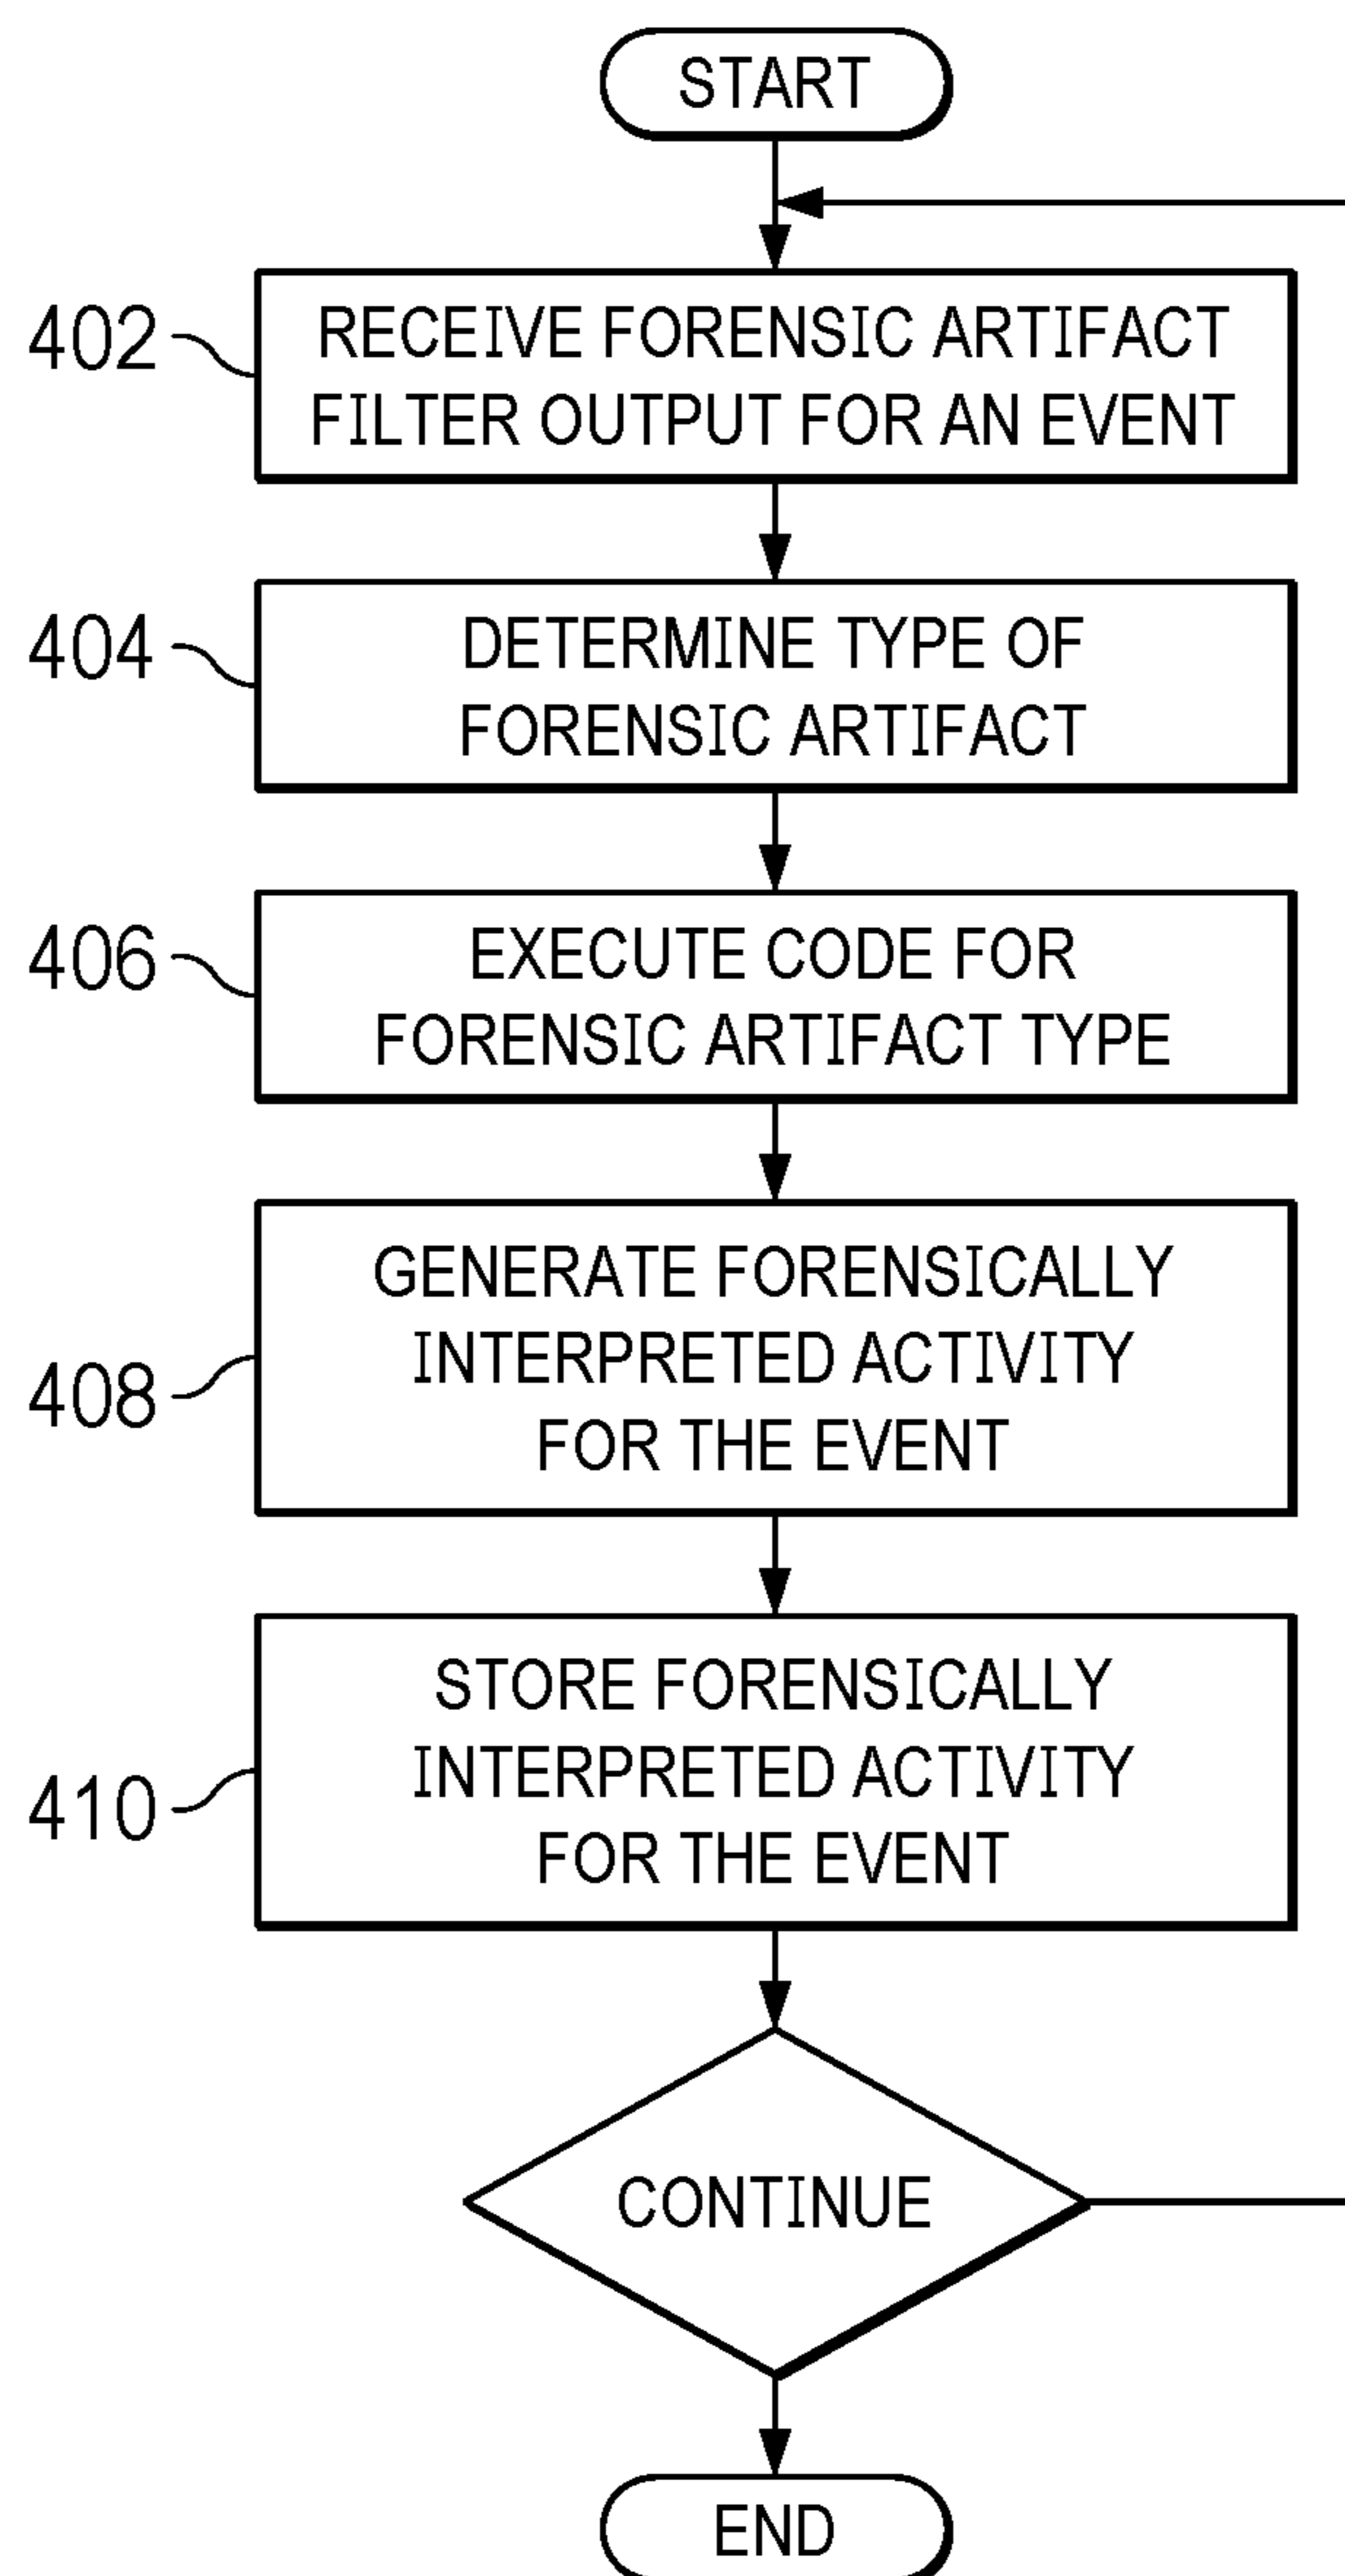 START
402
RECEIVE FORENSIC ARTIFACT
FILTER OUTPUT FOR AN EVENT
404
DETERMINE TYPE OF
FORENSIC ARTIFACT
406
EXECUTE CODE FOR
FORENSIC ARTIFACT TYPE
408
GENERATE FORENSICALLY
INTERPRETED ACTIVITY
FOR THE EVENT
410
STORE FORENSICALLY
INTERPRETED ACTIVITY
FOR THE EVENT
CONTINUE
END